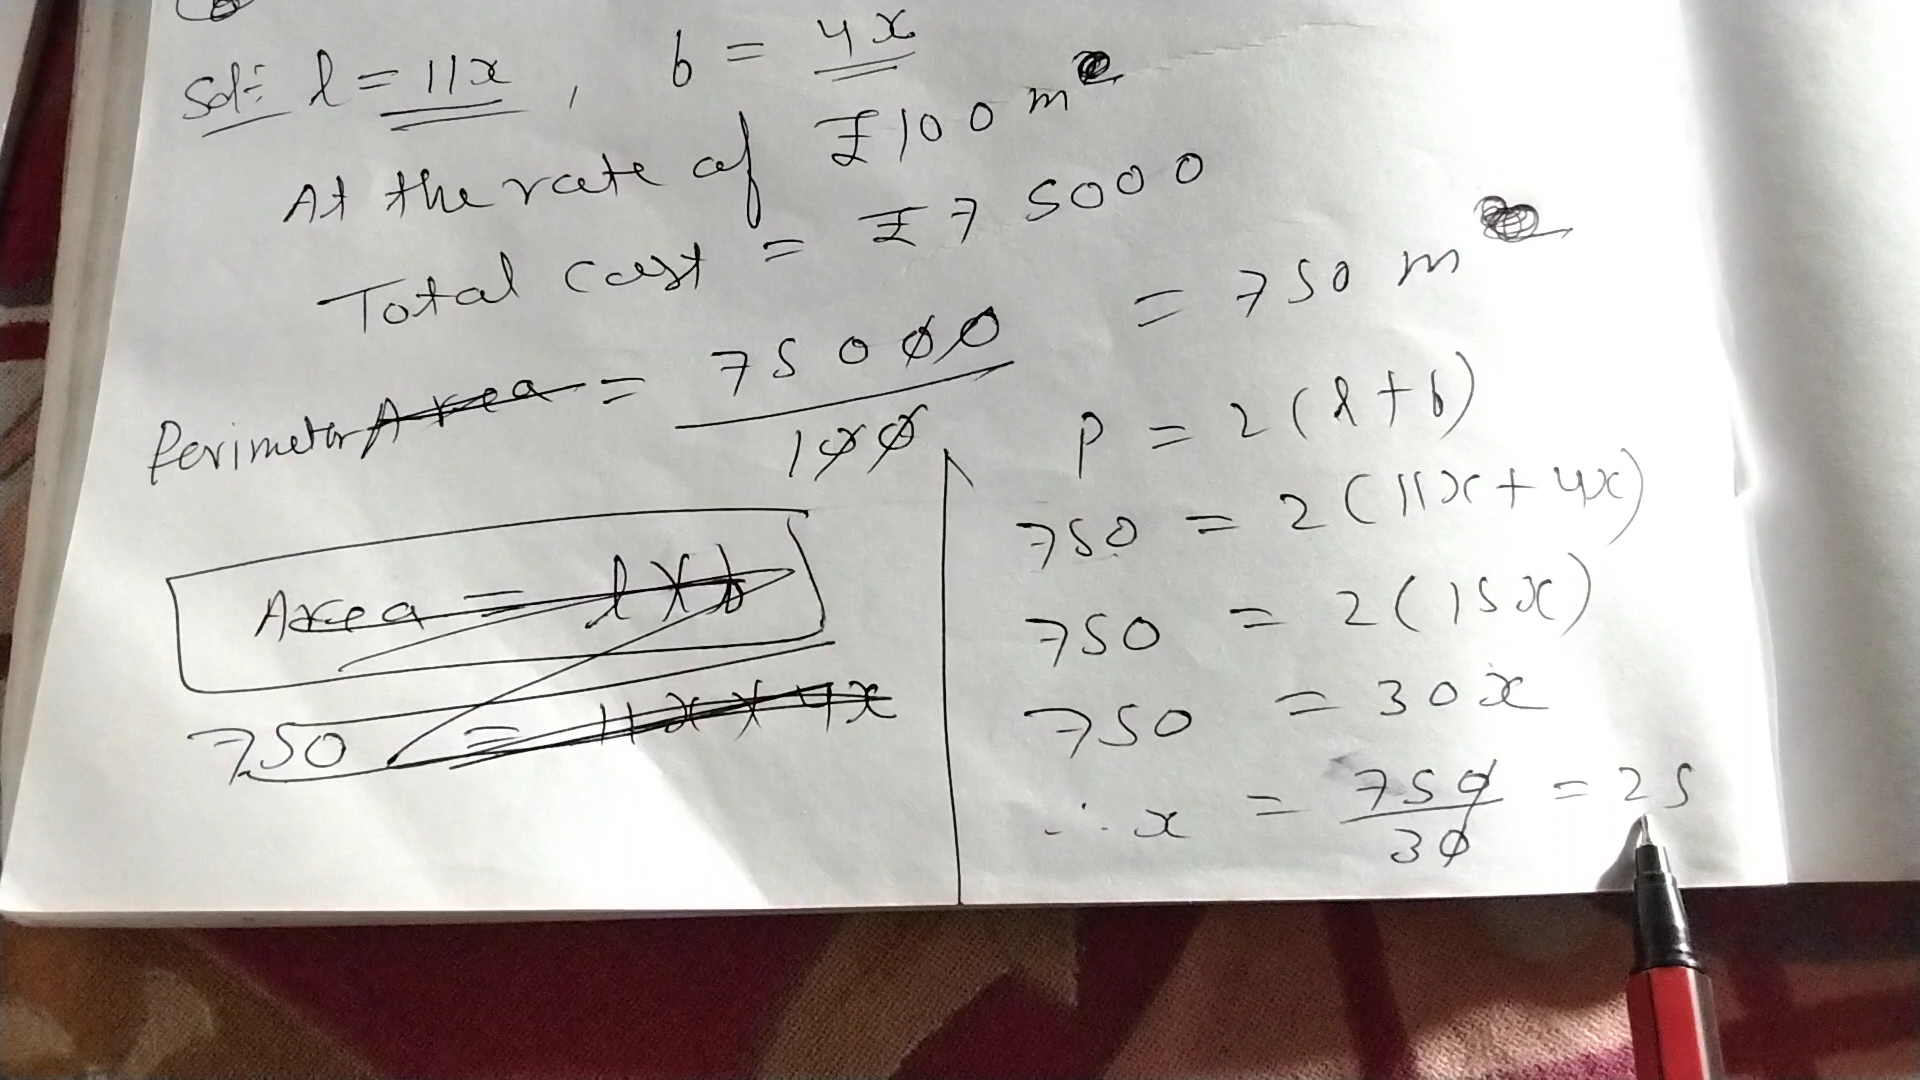 Sol:- l = 11x , b = 4x
At the rate of ₹100 m
Total cost = ₹75000
Perimeter Area = 75000/100 = 750 m
Area = l × b
750 = 11x × 4x
P = 2(l+b)
750 = 2(11x+4x)
750 = 2(15x)
750 = 30x
∴ x = 750/30 = 25